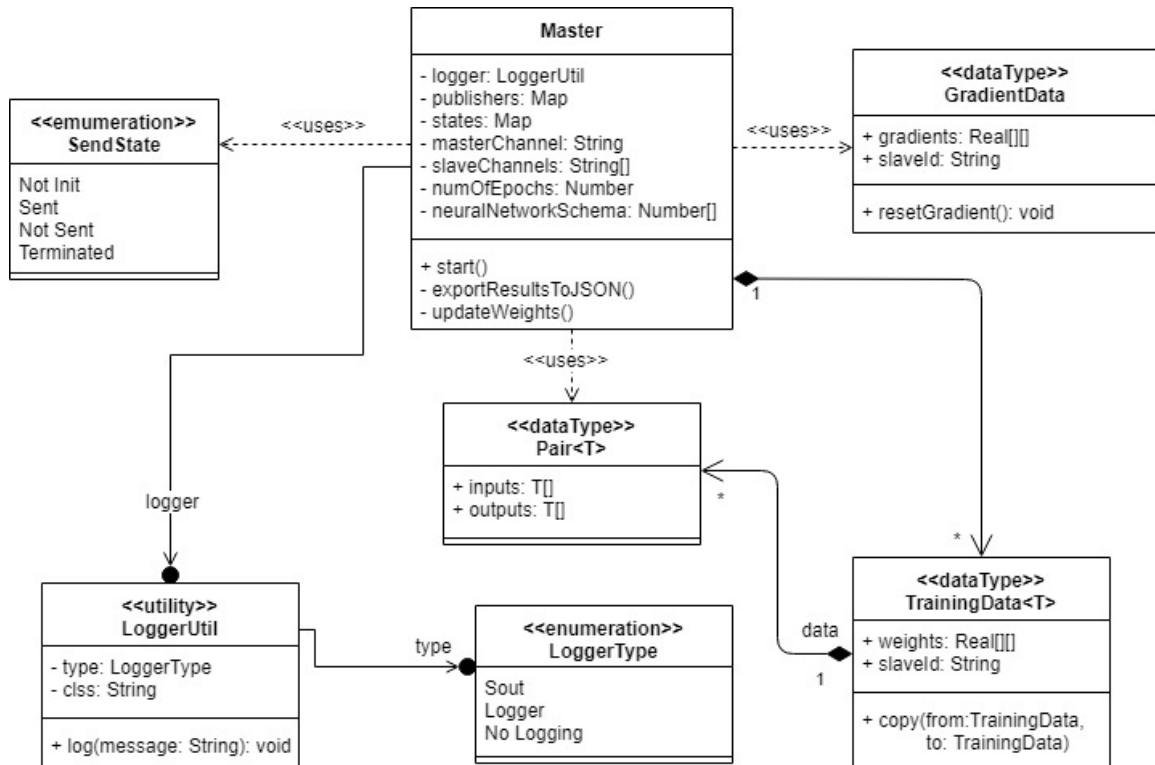 Master
- logger: LoggerUtil
- publishers: Map
- states: Map
- masterChannel: String
- slaveChannels: String[]
- numOfEpochs: Number
- neuralNetworkSchema: Number[]
+ start()
- exportResultsToJSON()
- updateWeights()
<<emumeration>>
SendState
Not Init
Sent
Not Sent
Terminated
<<uses>>
<<uses>>
<<dataType>>
GradientData
+ gradients: Real[][]
+ slaveId: String
+ resetGradient(): void
1
<<uses>>
<<dataType>>
Pair<T>
+ inputs: T[]
+ outputs: T[]
*
*
logger
<<utility>>
LoggerUtil
- type: LoggerType
- clss: String
+ log(message: String): void
type
<<enumeration>>
LoggerType
Sout
Logger
No Logging
data
1
<<dataType>>
TrainingData<T>
+ weights: Real[][]
+ slaveId: String
+ copy(from:TrainingData,
to: TrainingData)